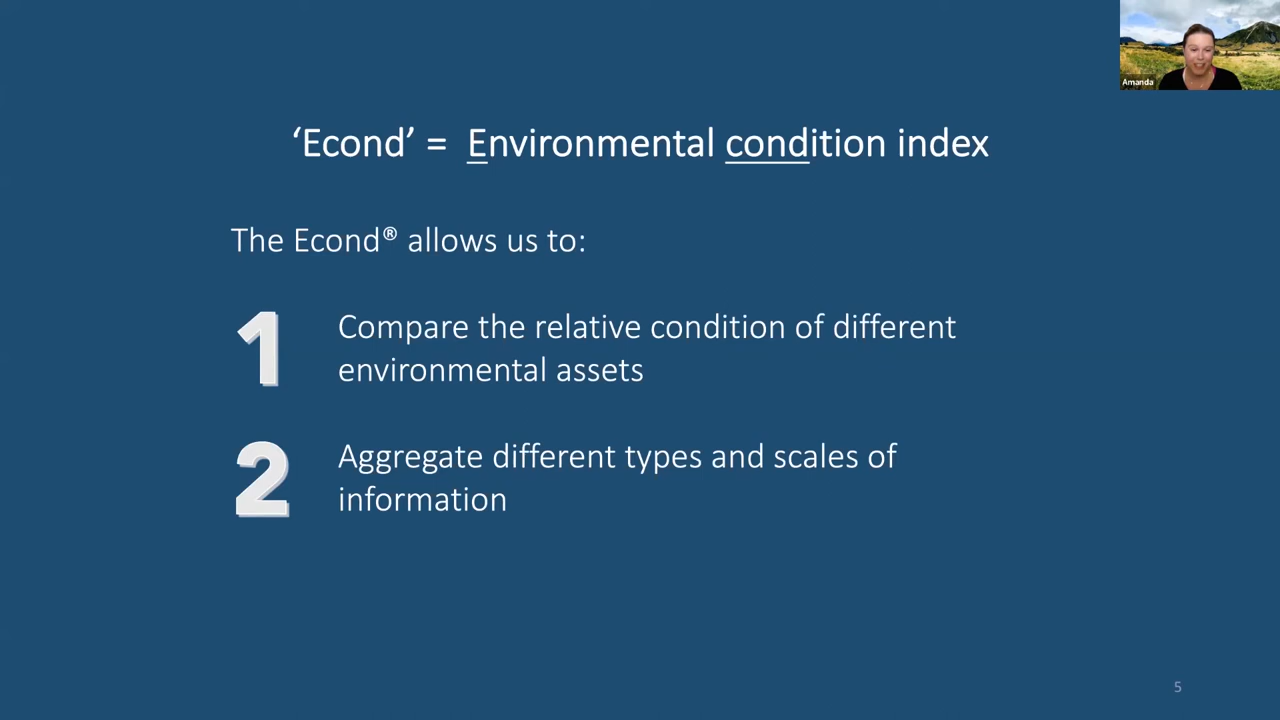 Amanda
‘Econd’ = Environmental condition index
The Econd® allows us to:
1
Compare the relative condition of different
environmental assets
2
Aggregate different types and scales of
information
5